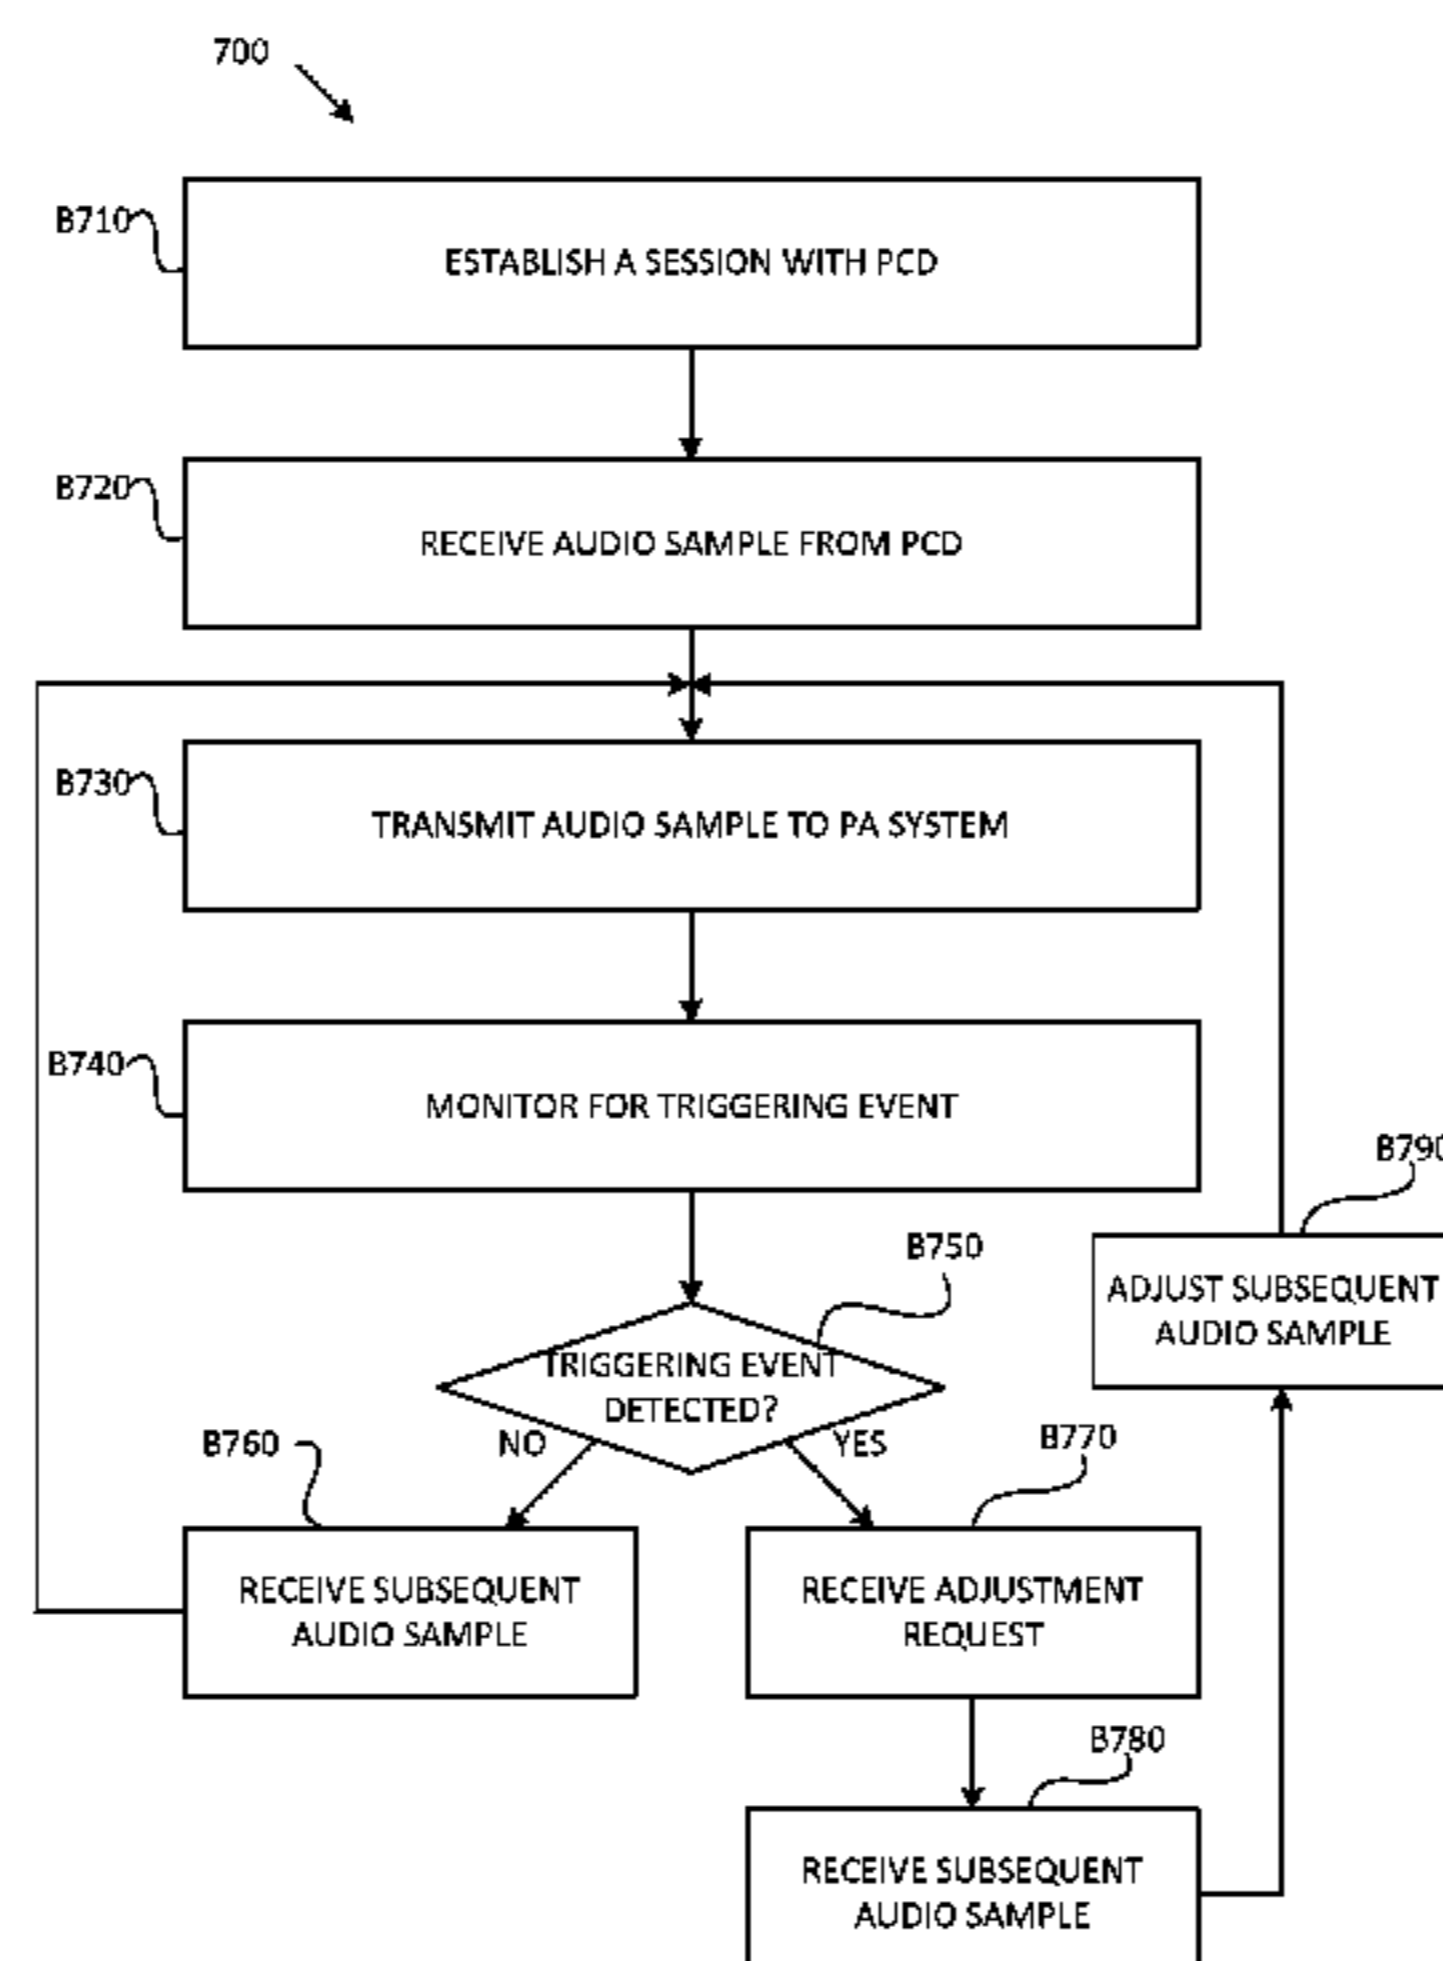 700
B710
ESTABLISH A SESSION WITH PCD
B720
RECEIVE AUDIO SAMPLE FROM PCD
B730
TRANSMIT AUDIO SAMPLE TO PA SYSTEM
B740
MONITOR FOR TRIGGERING EVENT
B750
TRIGGERING EVENT
DETECTED?
NO
YES
B760
RECEIVE SUBSEQUENT
AUDIO SAMPLE
B770
RECEIVE ADJUSTMENT
REQUEST
B780
RECEIVE SUBSEQUENT
AUDIO SAMPLE
B790
ADJUST SUBSEQUENT
AUDIO SAMPLE